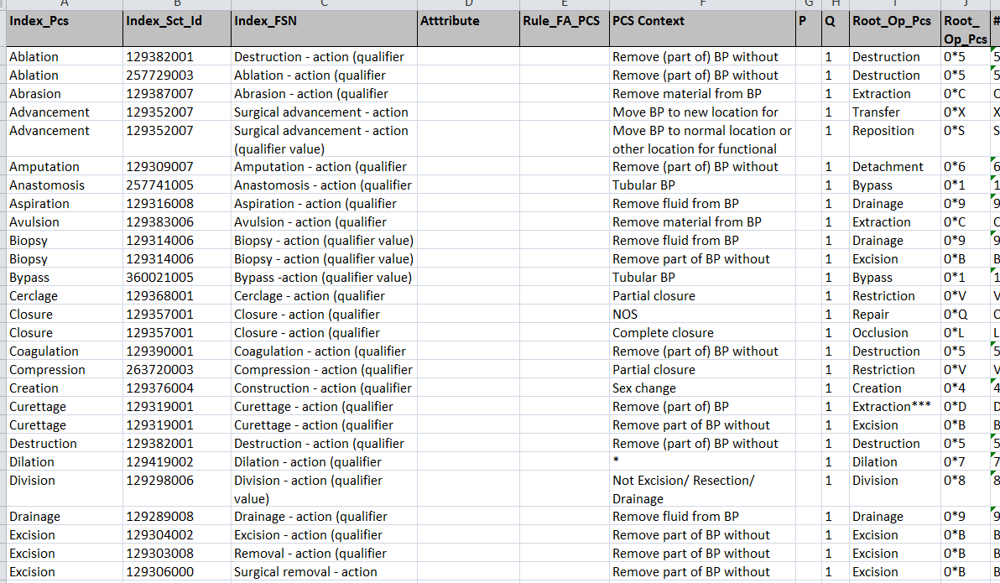 A B C D E F G H I J
Index_Pcs Index_Sct_Id Index_FSN Atttribute Rule_FA_PCS PCS Context P Q Root_Op_Pcs Root_ #
Op_Pcs
Ablation 129382001 Destruction - action (qualifier Remove (part of) BP without 1 Destruction 0*5 5
Ablation 257729003 Ablation - action (qualifier Remove (part of) BP without 1 Destruction 0*5 5
Abrasion 129387007 Abrasion - action (qualifier Remove material from BP 1 Extraction 0*C C
Advancement 129352007 Surgical advancement - action Move BP to new location for 1 Transfer 0*X X
Advancement 129352007 Surgical advancement - action Move BP to normal location or 1 Reposition 0*S S
(qualifier value) other location for functional
Amputation 129309007 Amputation - action (qualifier Remove (part of) BP without 1 Detachment 0*6 6
Anastomosis 257741005 Anastomosis - action (qualifier Tubular BP 1 Bypass 0*1 1
Aspiration 129316008 Aspiration - action (qualifier Remove fluid from BP 1 Drainage 0*9 9
Avulsion 129383006 Avulsion - action (qualifier Remove material from BP 1 Extraction 0*C C
Biopsy 129314006 Biopsy - action (qualifier value) Remove fluid from BP 1 Drainage 0*9 9
Biopsy 129314006 Biopsy - action (qualifier value) Remove part of BP without 1 Excision 0*B B
Bypass 360021005 Bypass -action (qualifier value) Tubular BP 1 Bypass 0*1 1
Cerclage 129368001 Cerclage - action (qualifier Partial closure 1 Restriction 0*V V
Closure 129357001 Closure - action (qualifier NOS 1 Repair 0*Q Q
Closure 129357001 Closure - action (qualifier Complete closure 1 Occlusion 0*L L
Coagulation 129390001 Coagulation - action (qualifier Remove (part of) BP without 1 Destruction 0*5 5
Compression 263720003 Compression - action (qualifier Partial closure 1 Restriction 0*V V
Creation 129376004 Construction - action (qualifier Sex change 1 Creation 0*4 4
Curettage 129319001 Curettage - action (qualifier Remove (part of) BP 1 Extraction*** 0*D D
Curettage 129319001 Curettage - action (qualifier Remove part of BP without 1 Excision 0*B B
Destruction 129382001 Destruction - action (qualifier Remove (part of) BP without 1 Destruction 0*5 5
Dilation 129419002 Dilation - action (qualifier * 1 Dilation 0*7 7
Division 129298006 Division - action (qualifier Not Excision/ Resection/ 1 Division 0*8 8
value) Drainage
Drainage 129289008 Drainage - action (qualifier Remove fluid from BP 1 Drainage 0*9 9
Excision 129304002 Excision - action (qualifier Remove part of BP without 1 Excision 0*B B
Excision 129303008 Removal - action (qualifier Remove part of BP without 1 Excision 0*B B
Excision 129306000 Surgical removal - action Remove part of BP without 1 Excision 0*B B